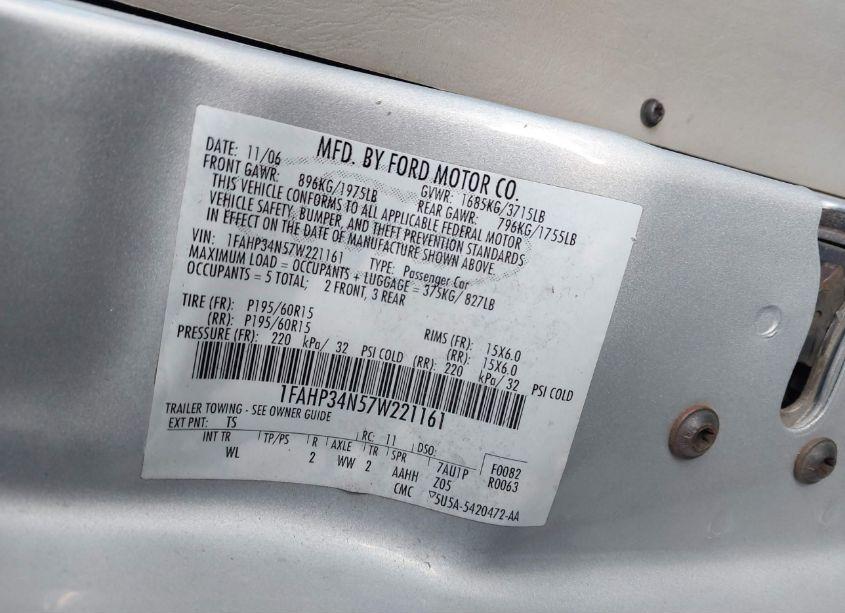 MFD. BY FORD MOTOR CO.
DATE: 11/06 GVWR: 1685KG/3715LB
FRONT GAWR: 896KG/1975LB REAR GAWR: 796KG/1755LB
THIS VEHICLE CONFORMS TO ALL APPLICABLE FEDERAL MOTOR
VEHICLE SAFETY, BUMPER, AND THEFT PREVENTION STANDARDS
IN EFFECT ON THE DATE OF MANUFACTURE SHOWN ABOVE
VIN: 1FAHP34N57W221161 TYPE: Passenger Car
MAXIMUM LOAD = OCCUPANTS + LUGGAGE = 375KG/ 827LB
OCCUPANTS = 5 TOTAL; 2 FRONT, 3 REAR
TIRE (FR): P195/60R15 RIMS (FR): 15X6.0
(RR): P195/60R15 (RR): 15X6.0
PRESSURE (FR): 220 kPa/ 32 PSI COLD (RR): 220 kPa/ 32 PSI COLD
1FAHP34N57W221161
TRAILER TOWING - SEE OWNER GUIDE
EXT PNT: TS RC: 11 DSO: F0082
INT TR TP/PS R AXLE TR SPR 7AU1P R0063
WL 2 WW 2 AAHH Z05
CMC ▽5U5A-5420472-AA